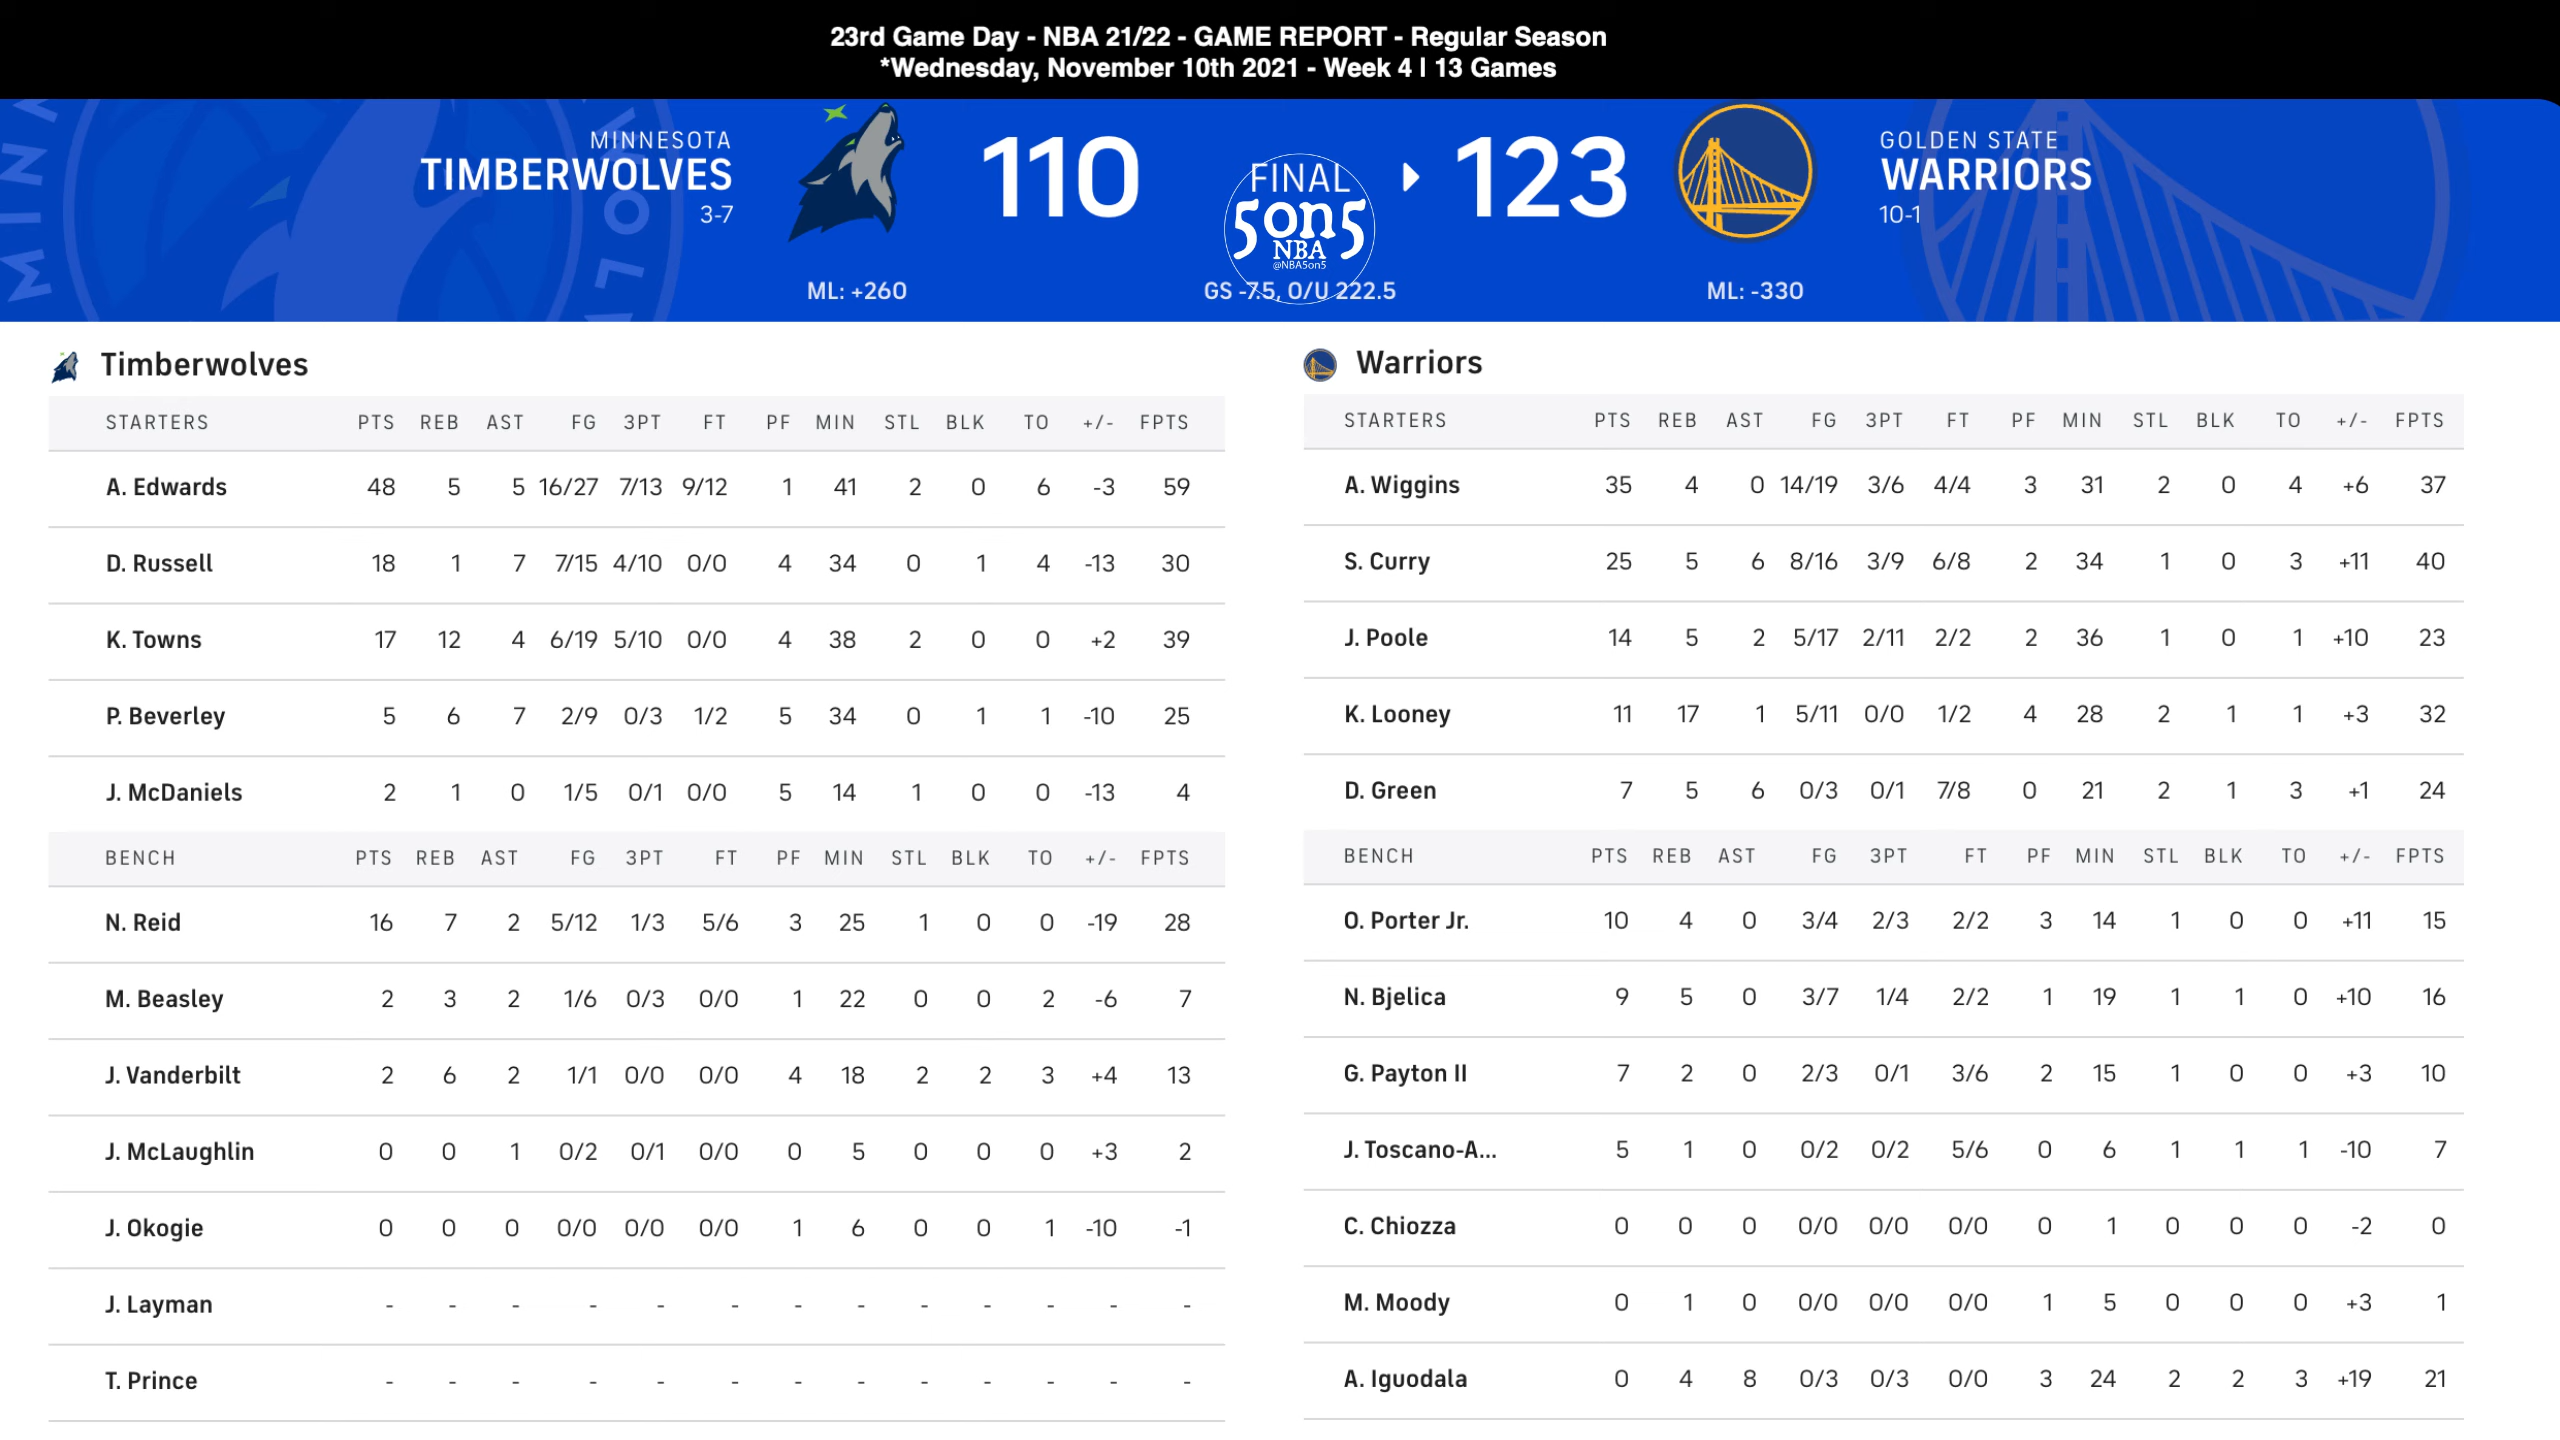 23rd Game Day - NBA 21/22 - GAME REPORT - Regular Season
*Wednesday, November 10th 2021 - Week 4 | 13 Games
MINNESOTA
TIMBERWOLVES
3-7
110
FINAL
123
GOLDEN STATE
WARRIORS
10-1
5on5
NBA
@NBA5on5
ML: +260
GS -7.5, O/U 222.5
ML: -330
Timberwolves
STARTERS PTS REB AST FG 3PT FT PF MIN STL BLK TO +/- FPTS
A. Edwards 48 5 5 16/27 7/13 9/12 1 41 2 0 6 -3 59
D. Russell 18 1 7 7/15 4/10 0/0 4 34 0 1 4 -13 30
K. Towns 17 12 4 6/19 5/10 0/0 4 38 2 0 0 +2 39
P. Beverley 5 6 7 2/9 0/3 1/2 5 34 0 1 1 -10 25
J. McDaniels 2 1 0 1/5 0/1 0/0 5 14 1 0 0 -13 4
BENCH PTS REB AST FG 3PT FT PF MIN STL BLK TO +/- FPTS
N. Reid 16 7 2 5/12 1/3 5/6 3 25 1 0 0 -19 28
M. Beasley 2 3 2 1/6 0/3 0/0 1 22 0 0 2 -6 7
J. Vanderbilt 2 6 2 1/1 0/0 0/0 4 18 2 2 3 +4 13
J. McLaughlin 0 0 1 0/2 0/1 0/0 0 5 0 0 0 +3 2
J. Okogie 0 0 0 0/0 0/0 0/0 1 6 0 0 1 -10 -1
J. Layman - - - - - - - - - - - - -
T. Prince - - - - - - - - - - - - -
Warriors
STARTERS PTS REB AST FG 3PT FT PF MIN STL BLK TO +/- FPTS
A. Wiggins 35 4 0 14/19 3/6 4/4 3 31 2 0 4 +6 37
S. Curry 25 5 6 8/16 3/9 6/8 2 34 1 0 3 +11 40
J. Poole 14 5 2 5/17 2/11 2/2 2 36 1 0 1 +10 23
K. Looney 11 17 1 5/11 0/0 1/2 4 28 2 1 1 +3 32
D. Green 7 5 6 0/3 0/1 7/8 0 21 2 1 3 +1 24
BENCH PTS REB AST FG 3PT FT PF MIN STL BLK TO +/- FPTS
O. Porter Jr. 10 4 0 3/4 2/3 2/2 3 14 1 0 0 +11 15
N. Bjelica 9 5 0 3/7 1/4 2/2 1 19 1 1 0 +10 16
G. Payton II 7 2 0 2/3 0/1 3/6 2 15 1 0 0 +3 10
J. Toscano-A... 5 1 0 0/2 0/2 5/6 0 6 1 1 1 -10 7
C. Chiozza 0 0 0 0/0 0/0 0/0 0 1 0 0 0 -2 0
M. Moody 0 1 0 0/0 0/0 0/0 1 5 0 0 0 +3 1
A. Iguodala 0 4 8 0/3 0/3 0/0 3 24 2 2 3 +19 21